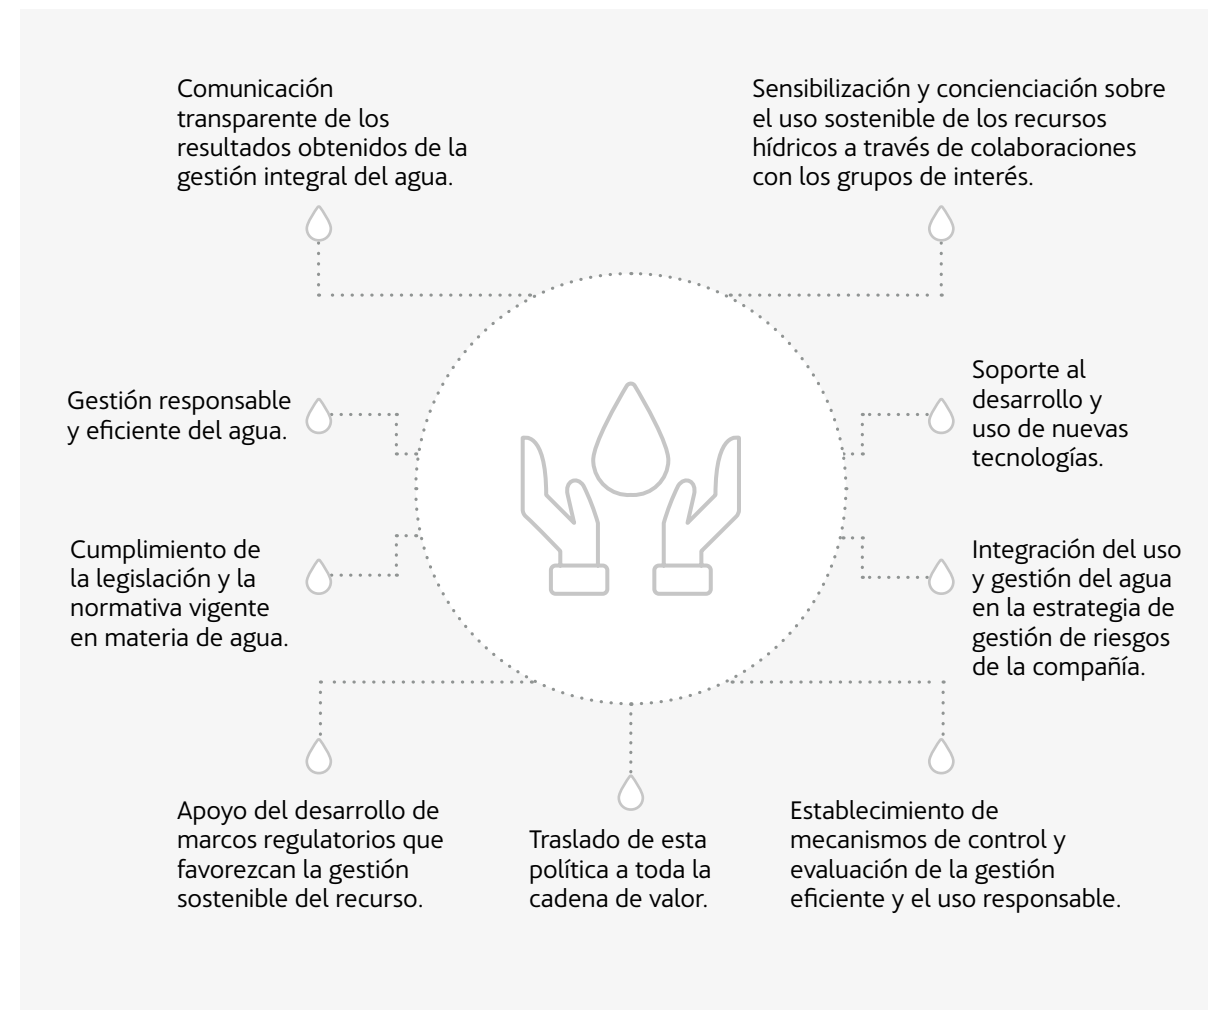 Comunicación
transparente de los
resultados obtenidos de la
gestión integral del agua.
Sensibilización y concienciación sobre
el uso sostenible de los recursos
hídricos a través de colaboraciones
con los grupos de interés.
Gestión responsable
y eficiente del agua.
Soporte al
desarrollo y
uso de nuevas
tecnologías.
Cumplimiento de
la legislación y la
normativa vigente
en materia de agua.
Integración del uso
y gestión del agua
en la estrategia de
gestión de riesgos
de la compañía.
Apoyo del desarrollo de
marcos regulatorios que
favorezcan la gestión
sostenible del recurso.
Traslado de esta
política a toda la
cadena de valor.
Establecimiento de
mecanismos de control y
evaluación de la gestión
eficiente y el uso responsable.